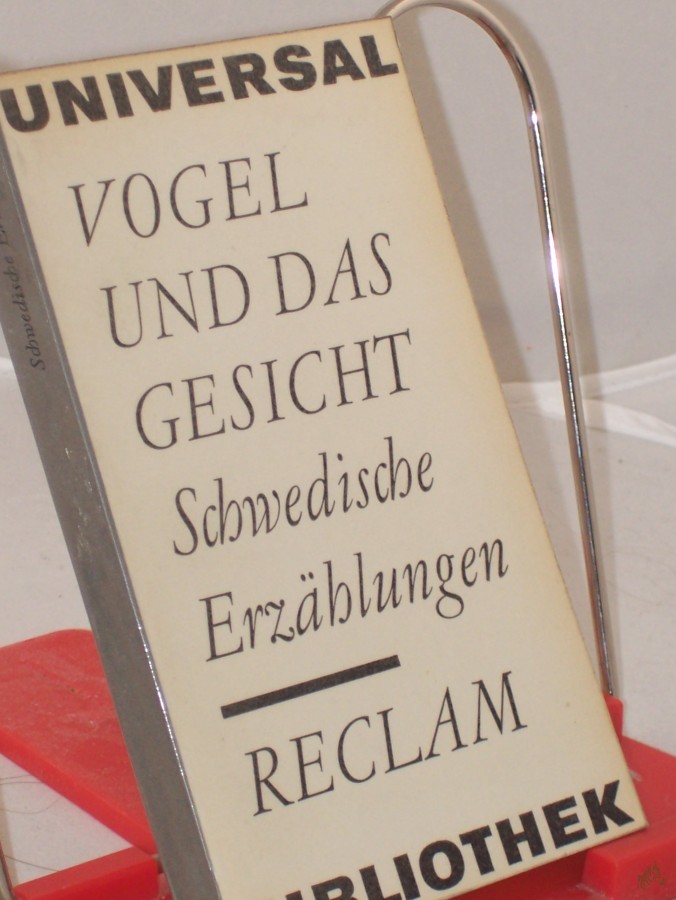 UNIVERSAL
VOGEL
UND DAS
GESICHT
Schwedische
Erzählungen
RECLAM
BIBLIOTHEK
Schwedische